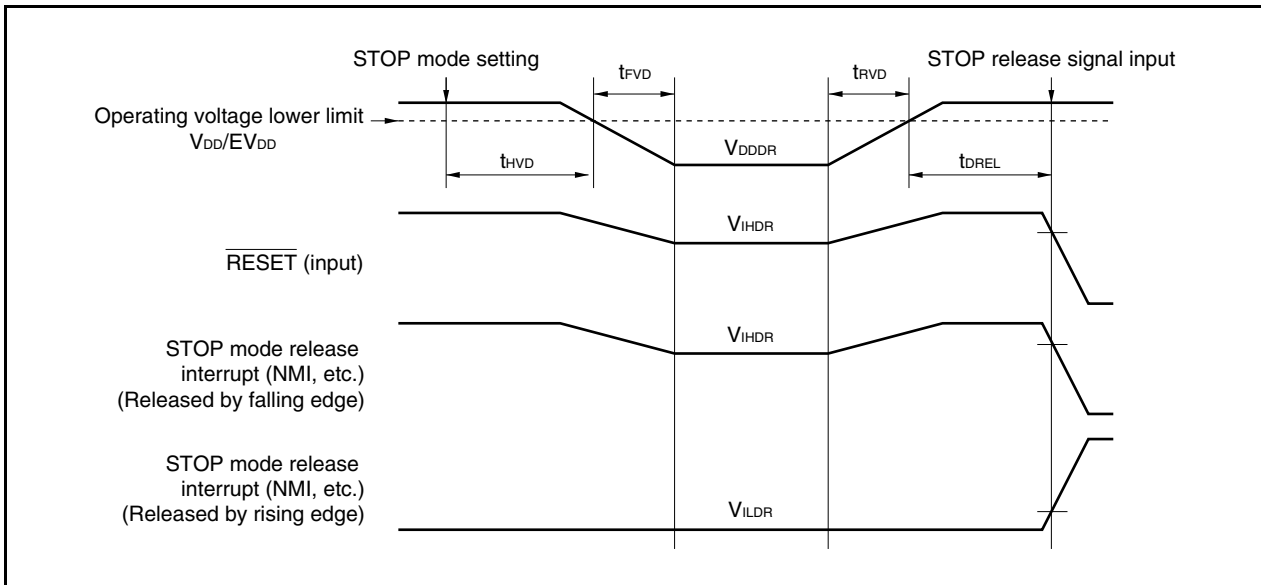 STOP mode setting
tFVD
tRVD
STOP release signal input
Operating voltage lower limit
VDD/EVDD
VDDDR
tHVD
tDREL
VIHDR
RESET (input)
VIHDR
STOP mode release
interrupt (NMI, etc.)
(Released by falling edge)
STOP mode release
interrupt (NMI, etc.)
(Released by rising edge)
VILDR